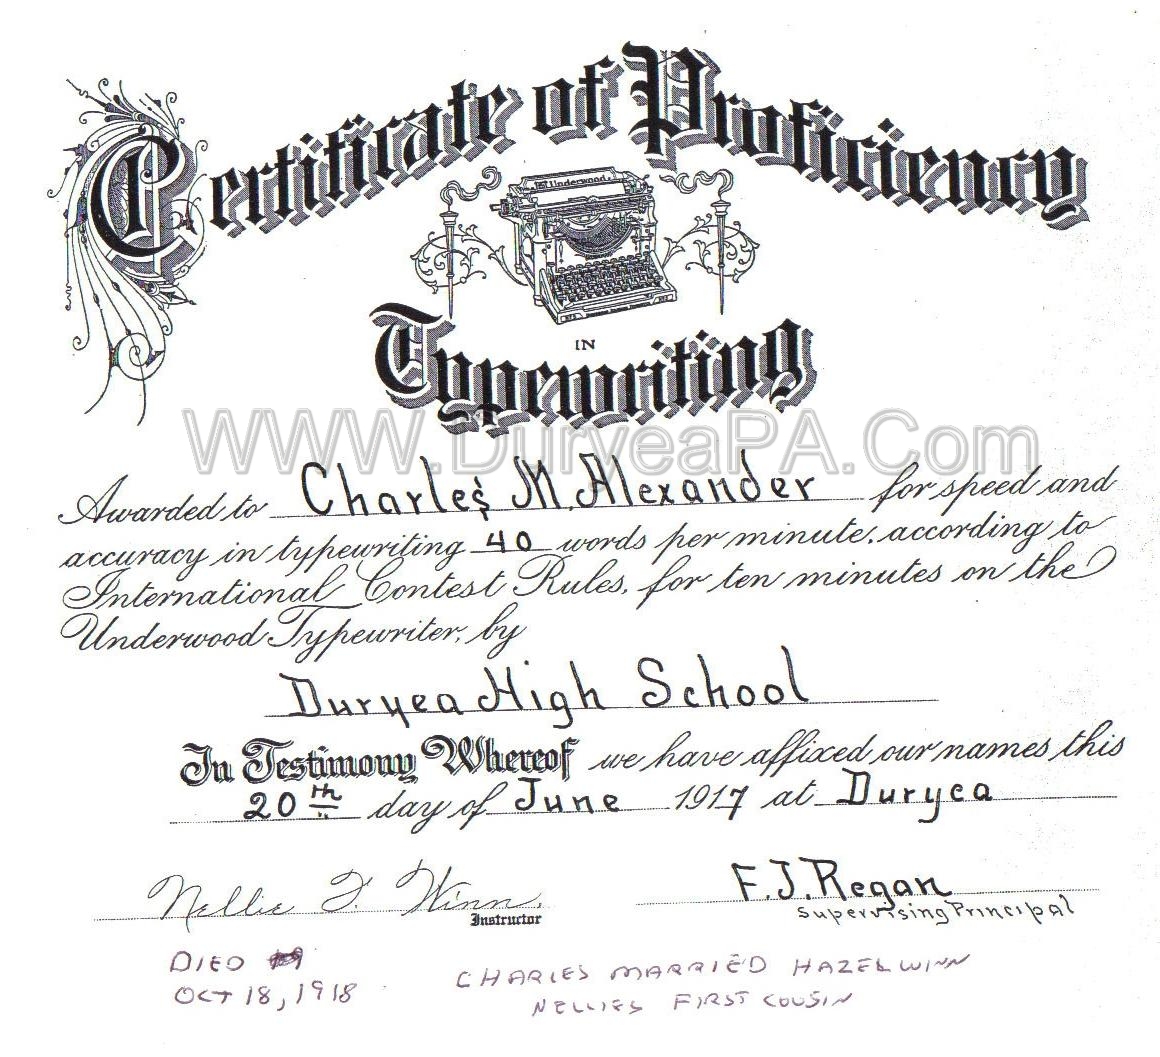 Certificate of Proficiency
Underwood
IN
Typewriting
WWW.DuryeaPA.Com
Awarded to Charles M. Alexander for speed and
accuracy in typewriting 40 words per minute, according to
International Contest Rules, for ten minutes on the
Underwood Typewriter, by
Duryea High School
In Testimony Whereof we have affixed our names this
20th day of June 1917 at Duryea
Nellie F. Winn.
Instructor
F.J. Regan
Supervising Principal
DIED
OCT 18, 1918
CHARLES MARRIED HAZEL WINN
NELLIES FIRST COUSIN